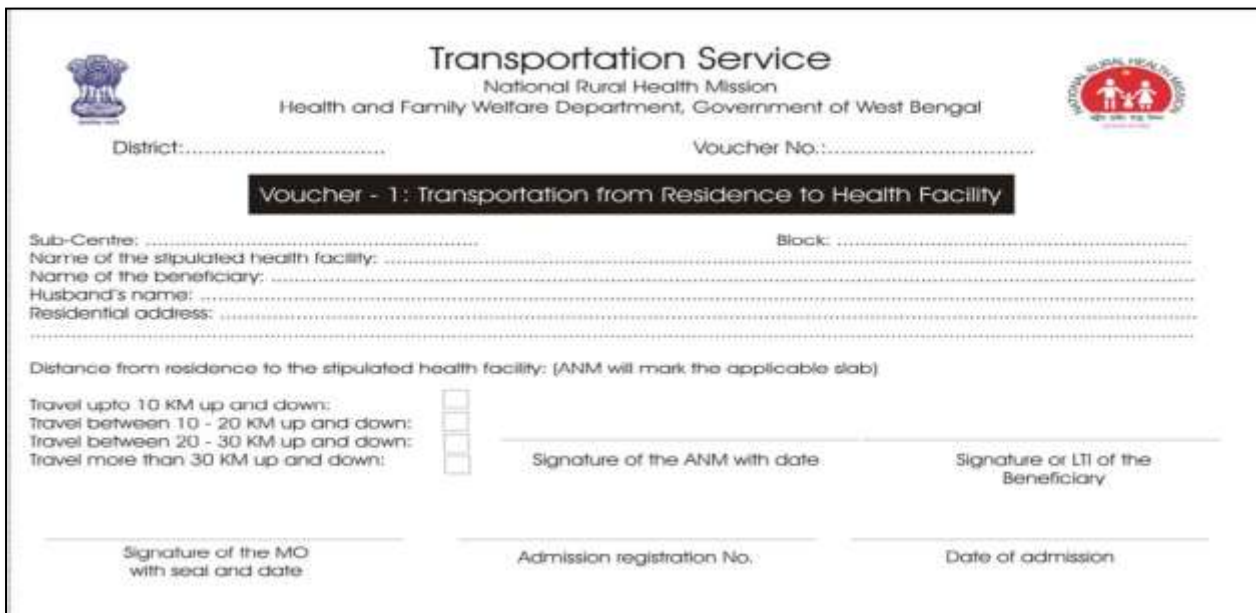 Transportation Service
National Rural Health Mission
Health and Family Welfare Department, Government of West Bengal
NATIONAL RURAL HEALTH MISSION
District:................................ Voucher No.:.................................
Voucher - 1: Transportation from Residence to Health Facility
Sub-Centre: ..................................................... Block: ........................................................
Name of the stipulated health facility: ....................................................................................
Name of the beneficiary: ....................................................................................
Husband's name: ....................................................................................
Residential address: ....................................................................................
....................................................................................
Distance from residence to the stipulated health facility: (ANM will mark the applicable slab)
Travel upto 10 KM up and down:
Travel between 10 - 20 KM up and down:
Travel between 20 - 30 KM up and down:
Travel more than 30 KM up and down:
Signature of the ANM with date
Signature or LTI of the
Beneficiary
Signature of the MO
with seal and date
Admission registration No.
Date of admission